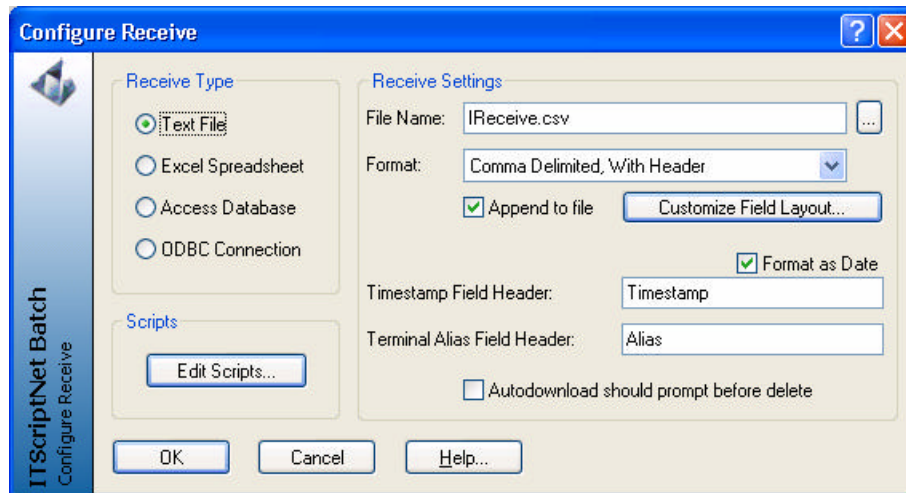 Configure Receive
Receive Type
Text File
Excel Spreadsheet
Access Database
ODBC Connection
Scripts
Edit Scripts...
Receive Settings
File Name: IReceive.csv ...
Format: Comma Delimited, With Header
Append to file Customize Field Layout...
Format as Date
Timestamp Field Header: Timestamp
Terminal Alias Field Header: Alias
Autodownload should prompt before delete
OK Cancel Help...
ITScriptNet Batch
Configure Receive